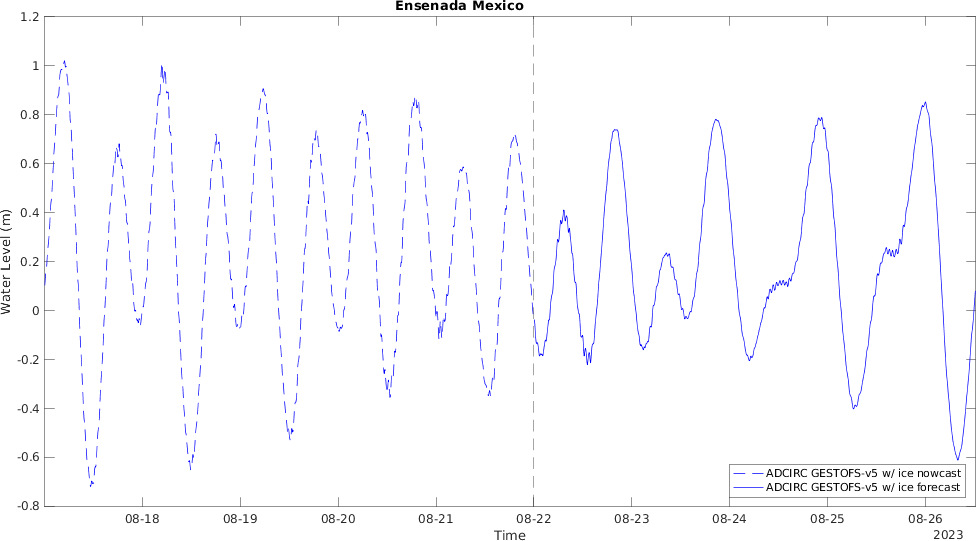 Ensenada Mexico
1.2
1
0.8
0.6
0.4
0.2
0
-0.2
-0.4
-0.6
-0.8
Water Level (m)
ADCIRC GESTOFS-v5 w/ ice nowcast
ADCIRC GESTOFS-v5 w/ ice forecast
08-18 08-19 08-20 08-21 08-22 08-23 08-24 08-25 08-26
Time
2023